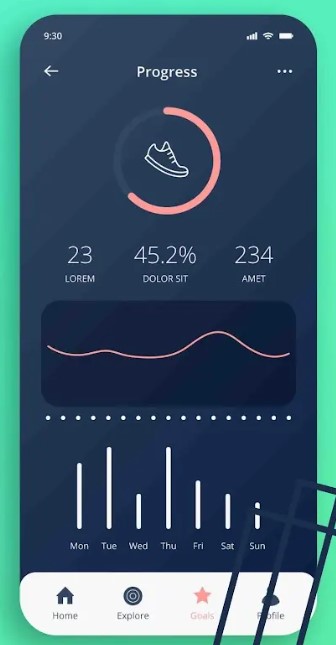 9:30
Progress
23 45.2% 234
LOREM DOLOR SIT AMET
Mon Tue Wed Thu Fri Sat Sun
Home Explore Goals Profile